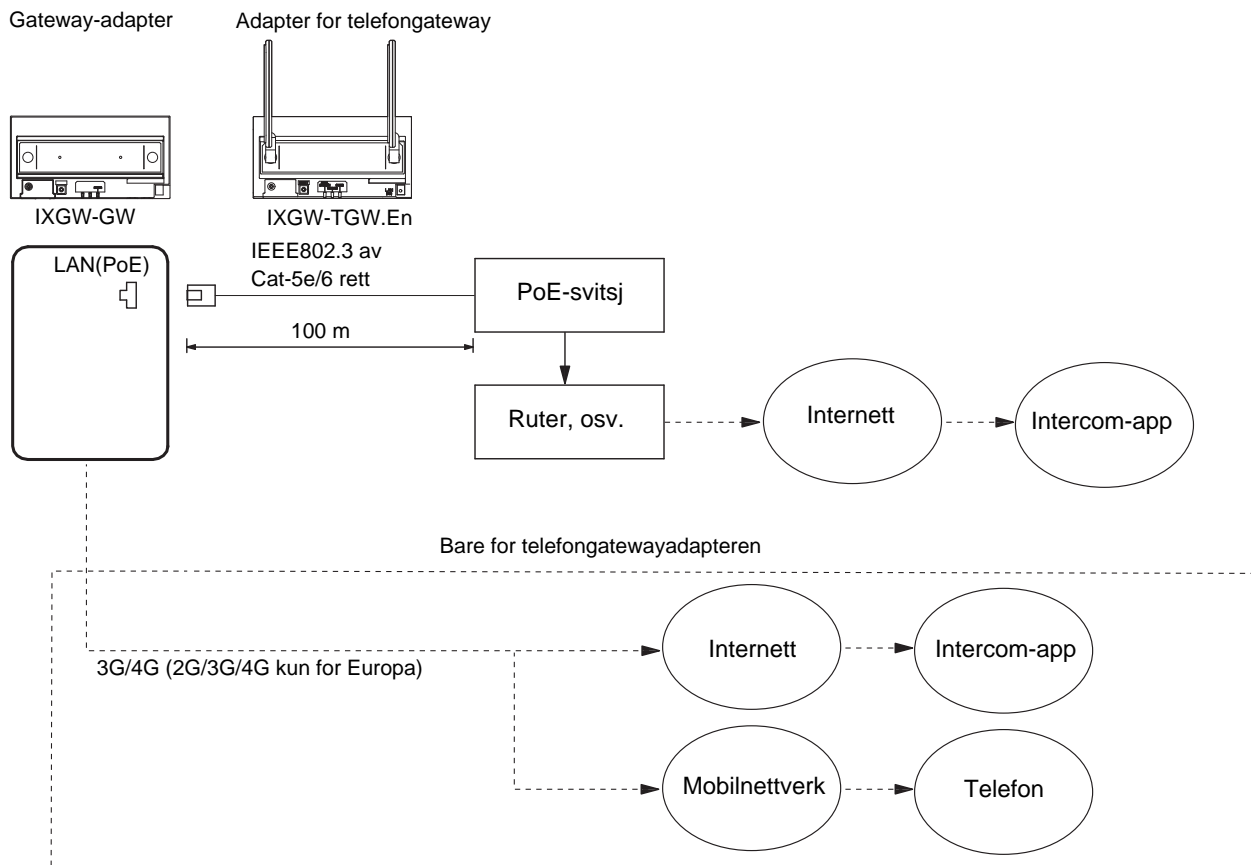 Gateway-adapter
Adapter for telefongateway
IXGW-GW
IXGW-TGW.En
LAN(PoE)
IEEE802.3 av
Cat-5e/6 rett
100 m
PoE-svitsj
Ruter, osv.
Internett
Intercom-app
Bare for telefongatewayadapteren
3G/4G (2G/3G/4G kun for Europa)
Internett
Intercom-app
Mobilnettverk
Telefon